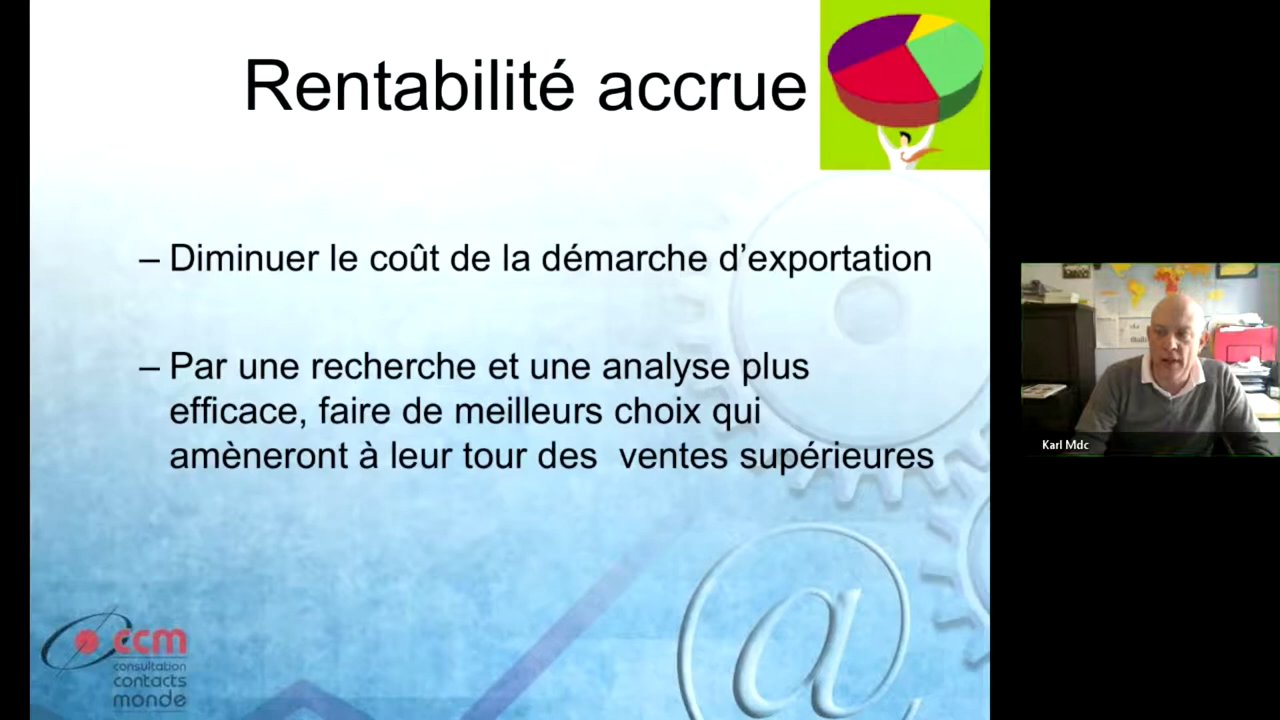 Rentabilité accrue
– Diminuer le coût de la démarche d’exportation
– Par une recherche et une analyse plus
efficace, faire de meilleurs choix qui
amèneront à leur tour des ventes supérieures
ccm
consultation
contacts
monde
Karl Mdc